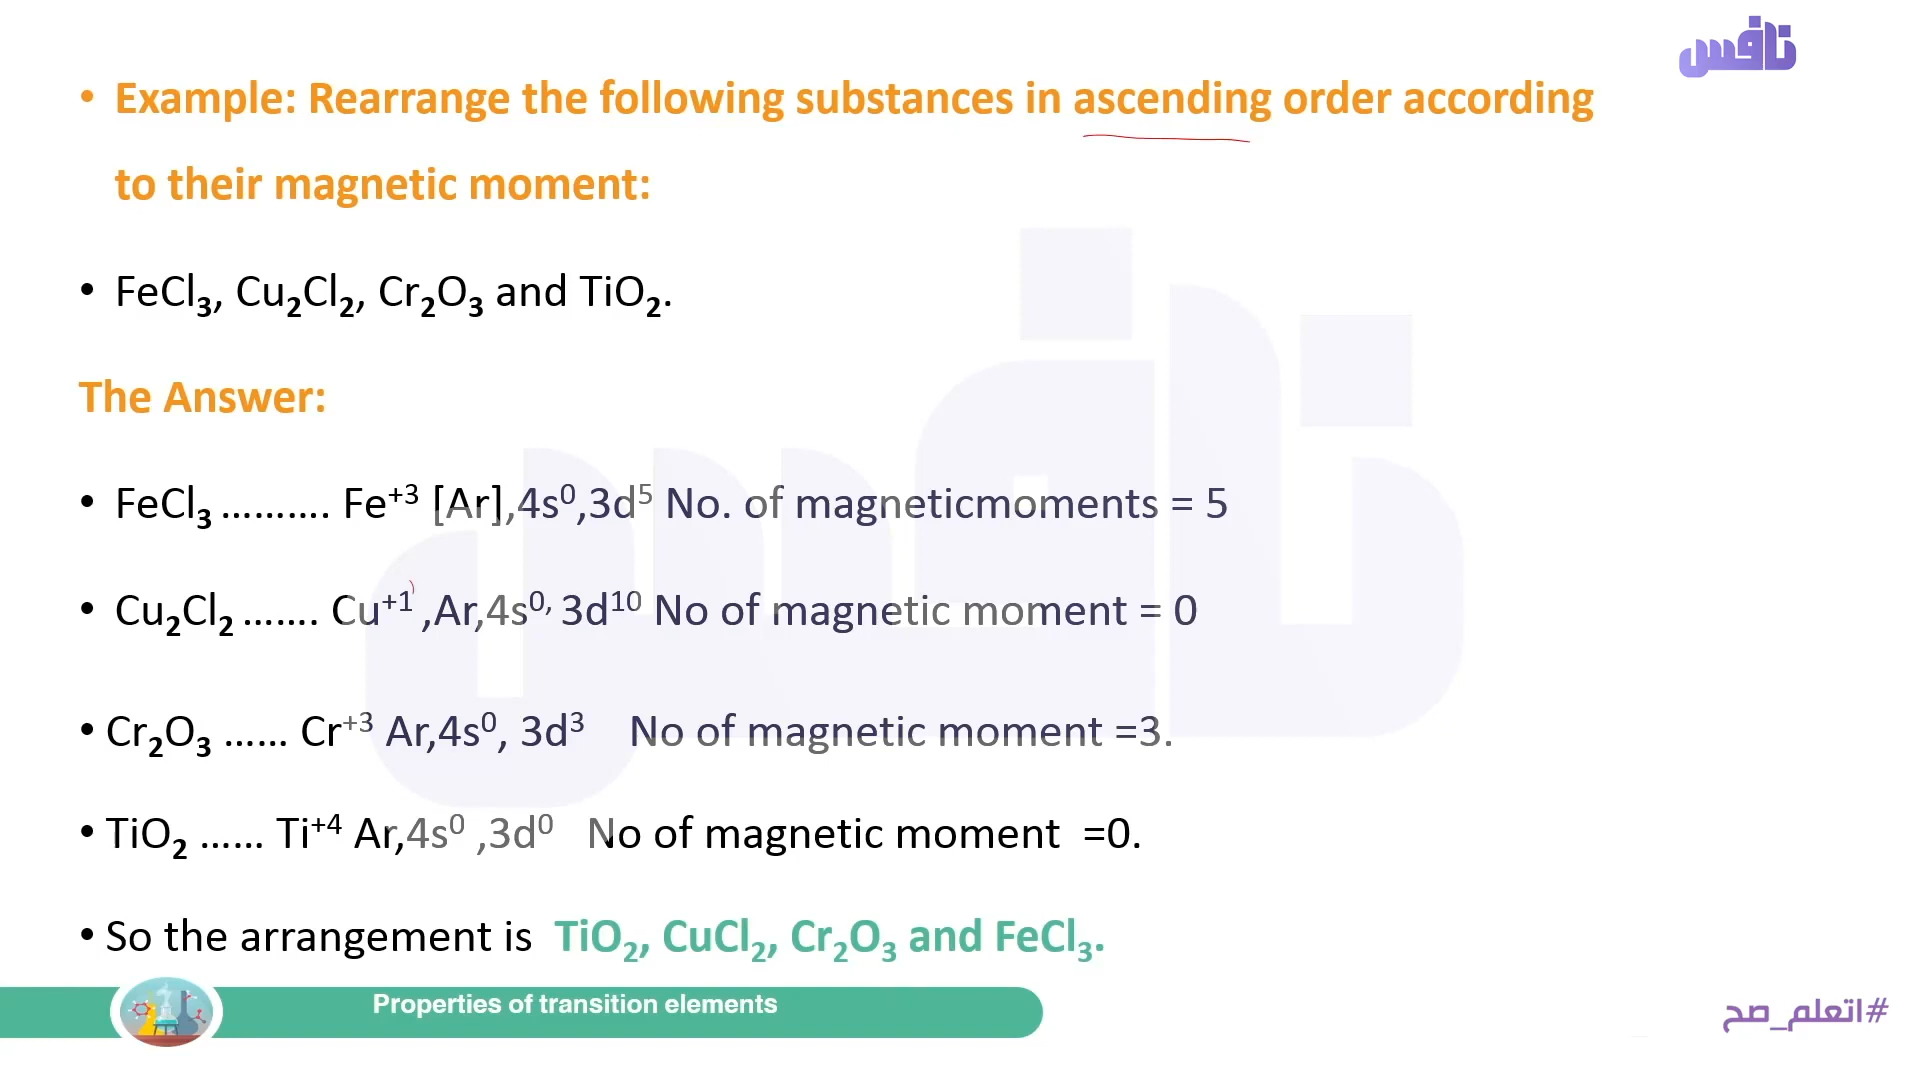 نافس
• Example: Rearrange the following substances in ascending order according
to their magnetic moment:
• FeCl₃, Cu₂Cl₂, Cr₂O₃ and TiO₂.
The Answer:
• FeCl₃ .......... Fe⁺³ [Ar],4s⁰,3d⁵ No. of magneticmoments = 5
• Cu₂Cl₂ ....... Cu⁺¹ ,Ar,4s⁰, 3d¹⁰ No of magnetic moment = 0
• Cr₂O₃ ...... Cr⁺³ Ar,4s⁰, 3d³ No of magnetic moment =3.
• TiO₂ ...... Ti⁺⁴ Ar,4s⁰ ,3d⁰ No of magnetic moment =0.
• So the arrangement is TiO₂, CuCl₂, Cr₂O₃ and FeCl₃.
Properties of transition elements
#اتعلم_صح